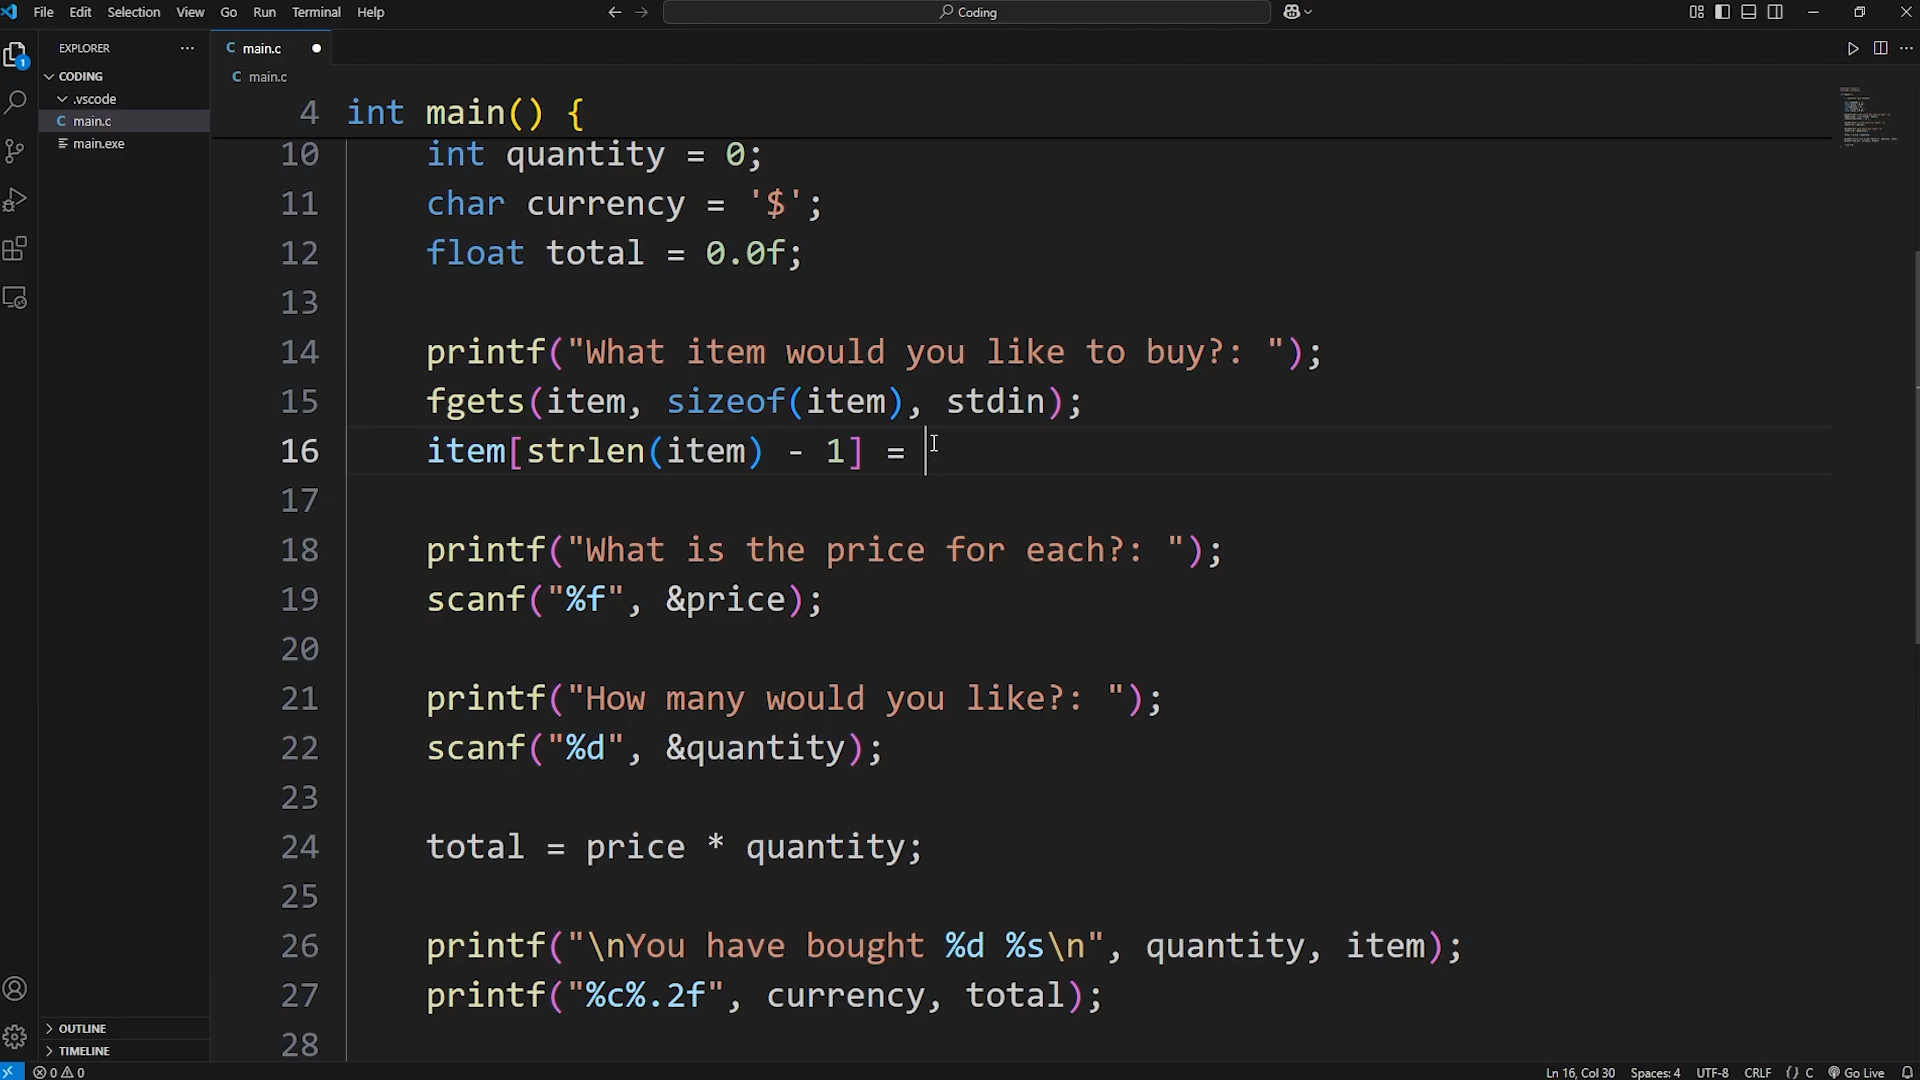 File Edit Selection View Go Run Terminal Help
Coding
EXPLORER
1
CODING
.vscode
C main.c
main.exe
OUTLINE
TIMELINE
C main.c
C main.c
4 int main() {
10 int quantity = 0;
11 char currency = '$';
12 float total = 0.0f;
13
14 printf("What item would you like to buy?: ");
15 fgets(item, sizeof(item), stdin);
16 item[strlen(item) - 1] =
17
18 printf("What is the price for each?: ");
19 scanf("%f", &price);
20
21 printf("How many would you like?: ");
22 scanf("%d", &quantity);
23
24 total = price * quantity;
25
26 printf("\nYou have bought %d %s\n", quantity, item);
27 printf("%c%.2f", currency, total);
28
0 0
Ln 16, Col 30 Spaces: 4 UTF-8 CRLF {} C Go Live